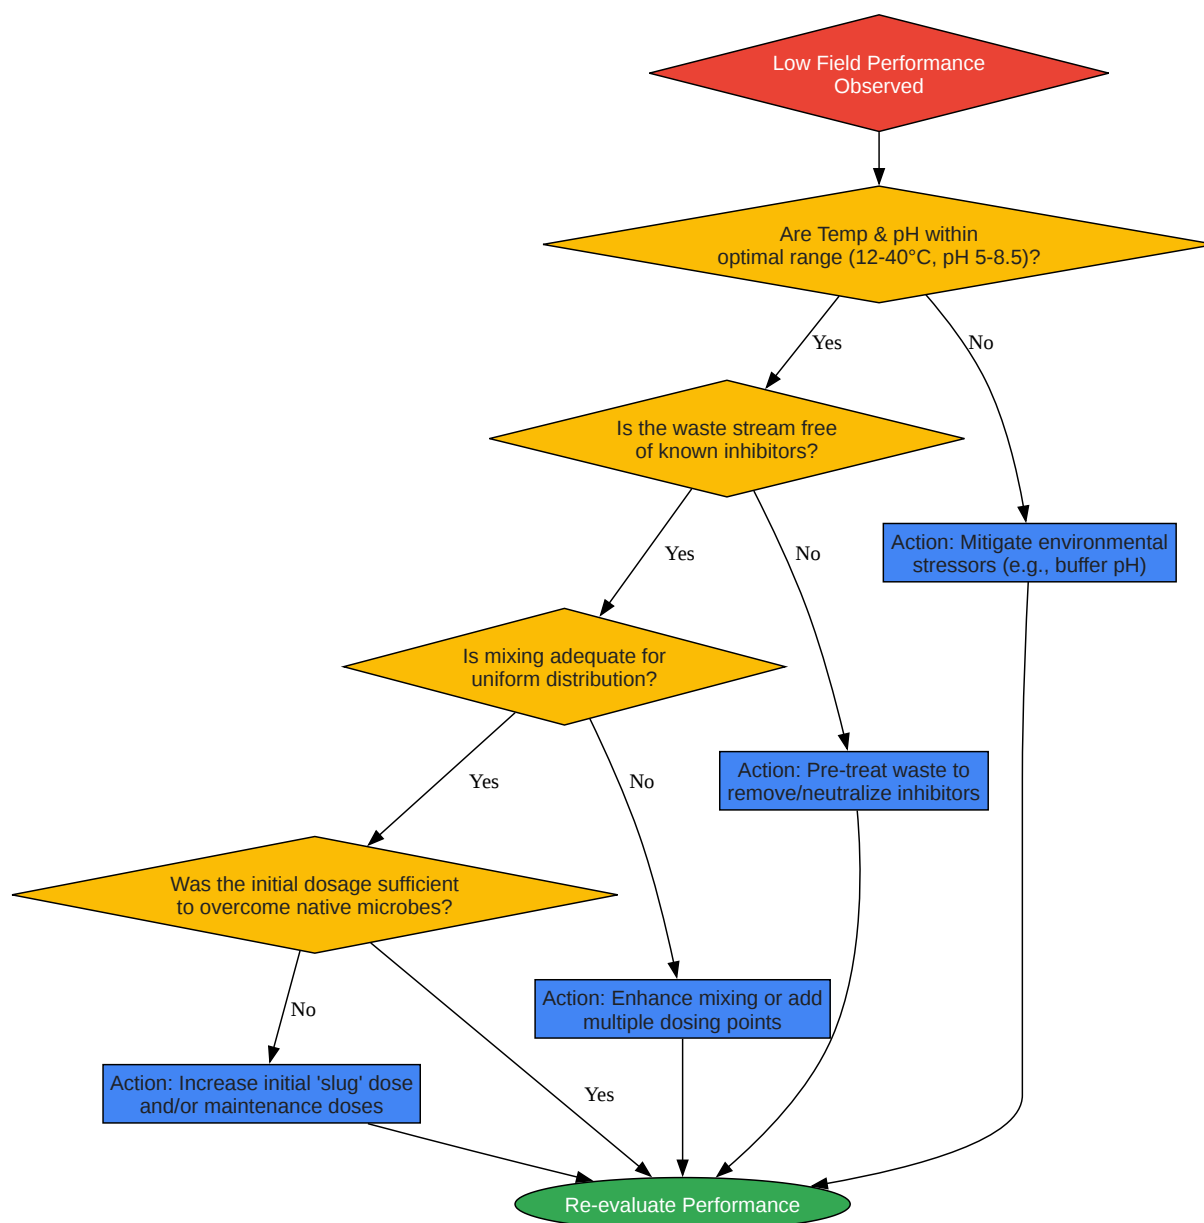 Low Field Performance
Observed
Are Temp & pH within
optimal range (12-40°C, pH 5-8.5)?
Yes
No
Is the waste stream free
of known inhibitors?
Yes
No
Action: Mitigate environmental
stressors (e.g., buffer pH)
Is mixing adequate for
uniform distribution?
Yes
No
Action: Pre-treat waste to
remove/neutralize inhibitors
Was the initial dosage sufficient
to overcome native microbes?
No
Yes
Action: Enhance mixing or add
multiple dosing points
Action: Increase initial 'slug' dose
and/or maintenance doses
Re-evaluate Performance